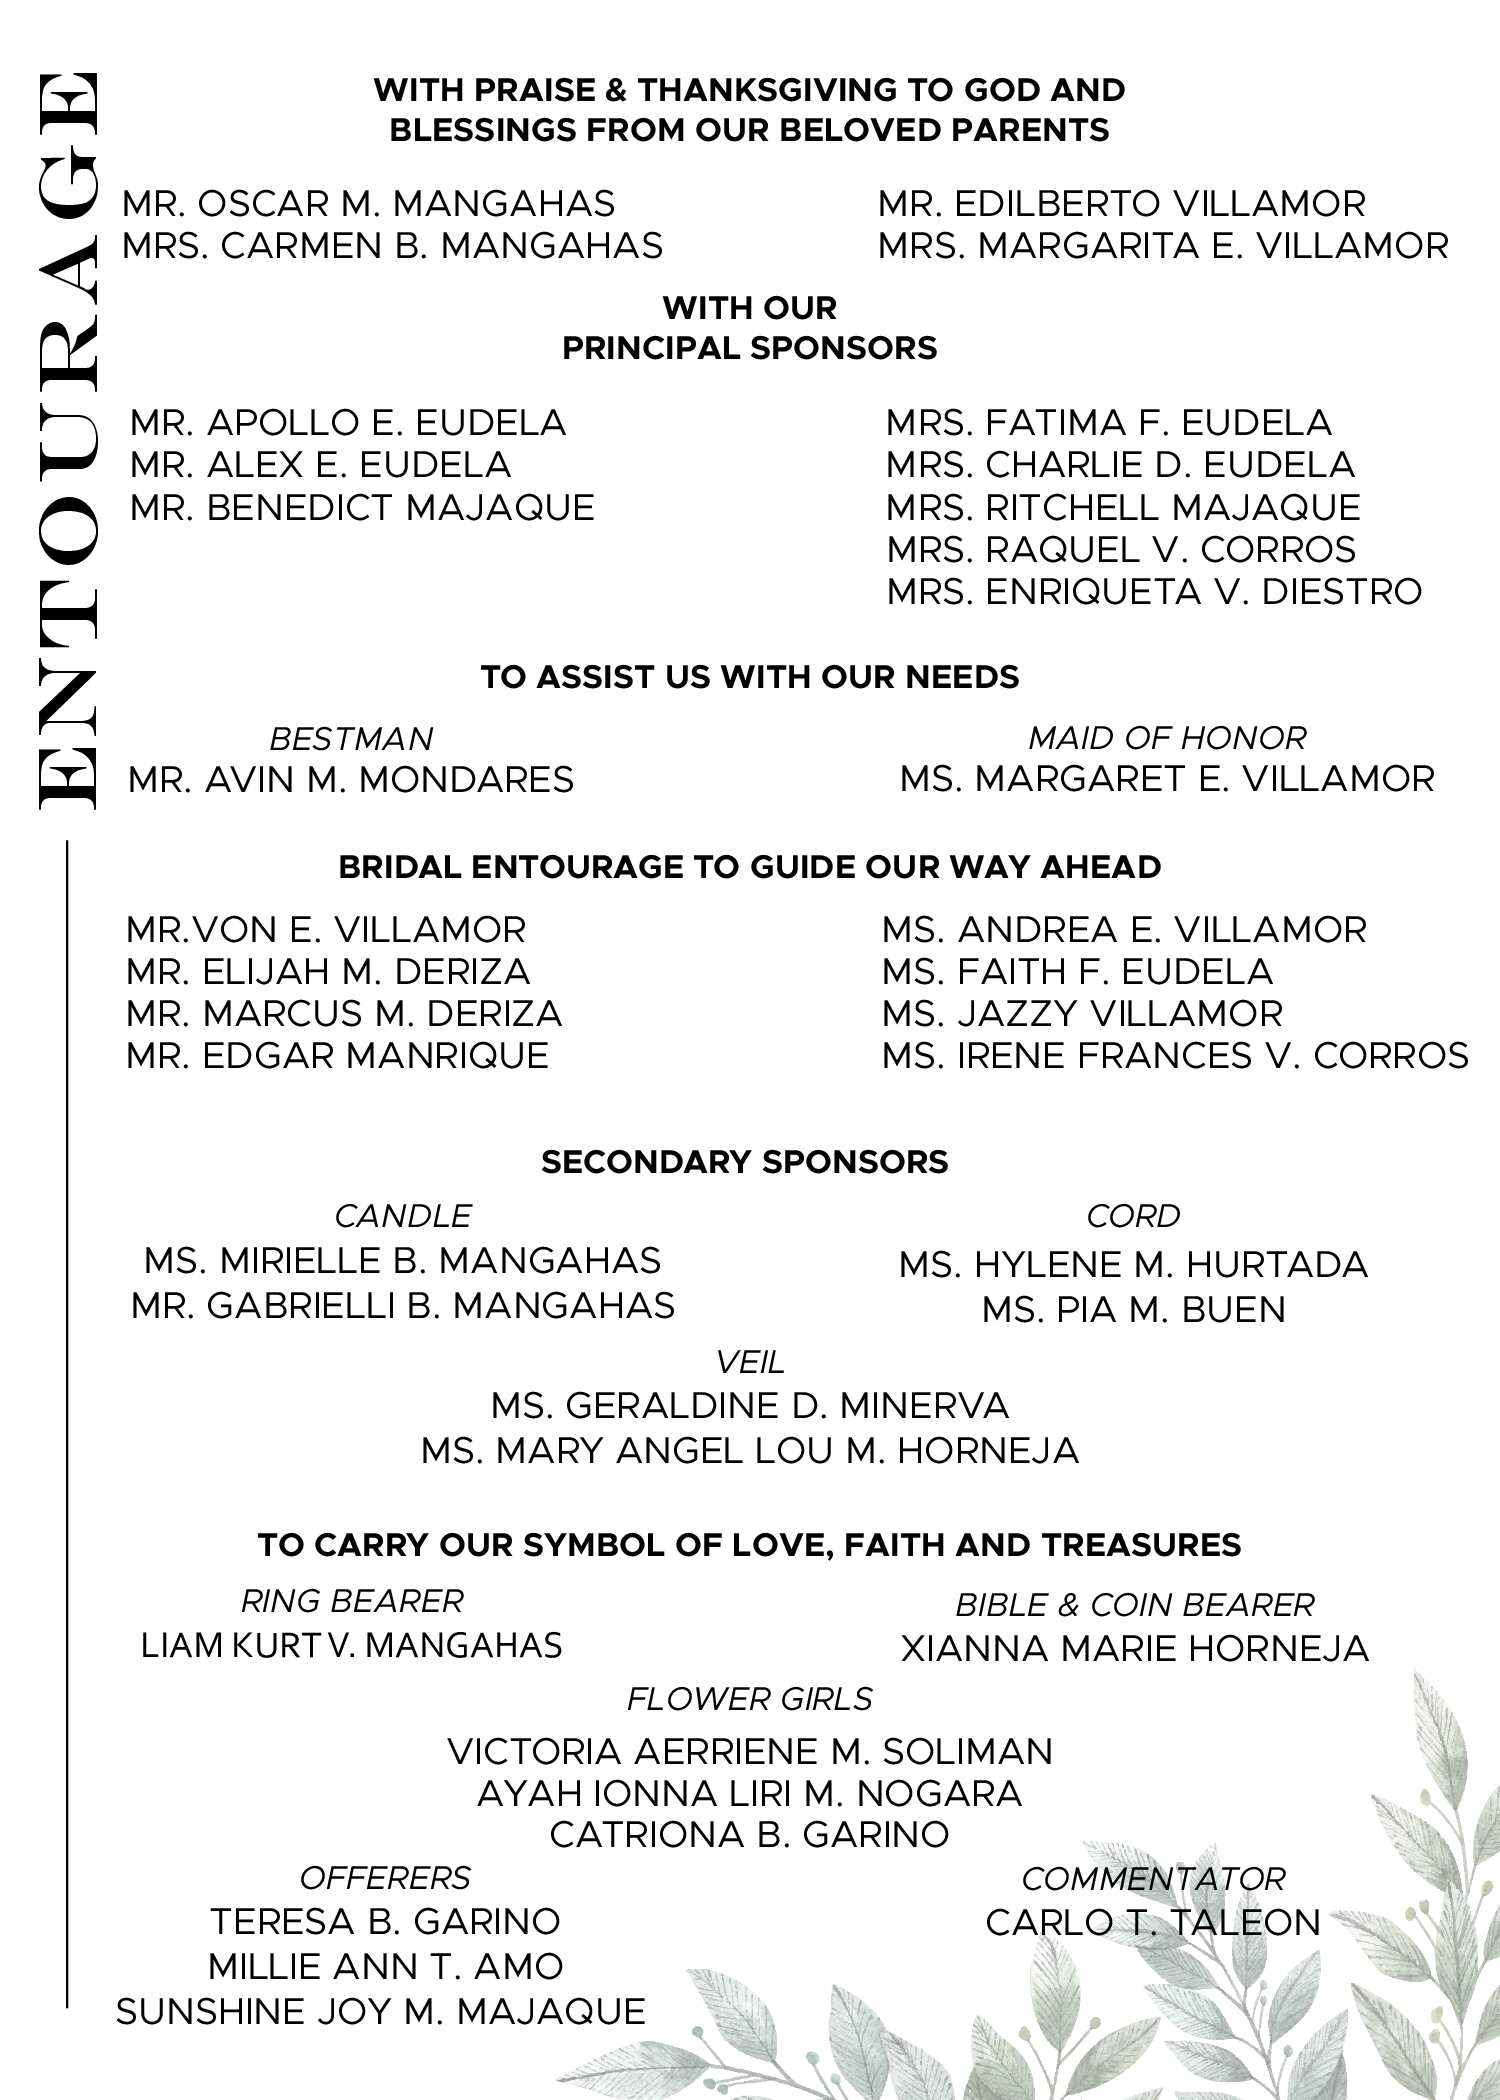 ENTOURAGE
WITH PRAISE & THANKSGIVING TO GOD AND
BLESSINGS FROM OUR BELOVED PARENTS
MR. OSCAR M. MANGAHAS
MRS. CARMEN B. MANGAHAS
MR. EDILBERTO VILLAMOR
MRS. MARGARITA E. VILLAMOR
WITH OUR
PRINCIPAL SPONSORS
MR. APOLLO E. EUDELA
MR. ALEX E. EUDELA
MR. BENEDICT MAJAQUE
MRS. FATIMA F. EUDELA
MRS. CHARLIE D. EUDELA
MRS. RITCHELL MAJAQUE
MRS. RAQUEL V. CORROS
MRS. ENRIQUETA V. DIESTRO
TO ASSIST US WITH OUR NEEDS
BESTMAN
MR. AVIN M. MONDARES
MAID OF HONOR
MS. MARGARET E. VILLAMOR
BRIDAL ENTOURAGE TO GUIDE OUR WAY AHEAD
MR.VON E. VILLAMOR
MR. ELIJAH M. DERIZA
MR. MARCUS M. DERIZA
MR. EDGAR MANRIQUE
MS. ANDREA E. VILLAMOR
MS. FAITH F. EUDELA
MS. JAZZY VILLAMOR
MS. IRENE FRANCES V. CORROS
SECONDARY SPONSORS
CANDLE
MS. MIRIELLE B. MANGAHAS
MR. GABRIELLI B. MANGAHAS
CORD
MS. HYLENE M. HURTADA
MS. PIA M. BUEN
VEIL
MS. GERALDINE D. MINERVA
MS. MARY ANGEL LOU M. HORNEJA
TO CARRY OUR SYMBOL OF LOVE, FAITH AND TREASURES
RING BEARER
LIAM KURT V. MANGAHAS
BIBLE & COIN BEARER
XIANNA MARIE HORNEJA
FLOWER GIRLS
VICTORIA AERRIENE M. SOLIMAN
AYAH IONNA LIRI M. NOGARA
CATRIONA B. GARINO
OFFERERS
TERESA B. GARINO
MILLIE ANN T. AMO
SUNSHINE JOY M. MAJAQUE
COMMENTATOR
CARLO T. TALEON